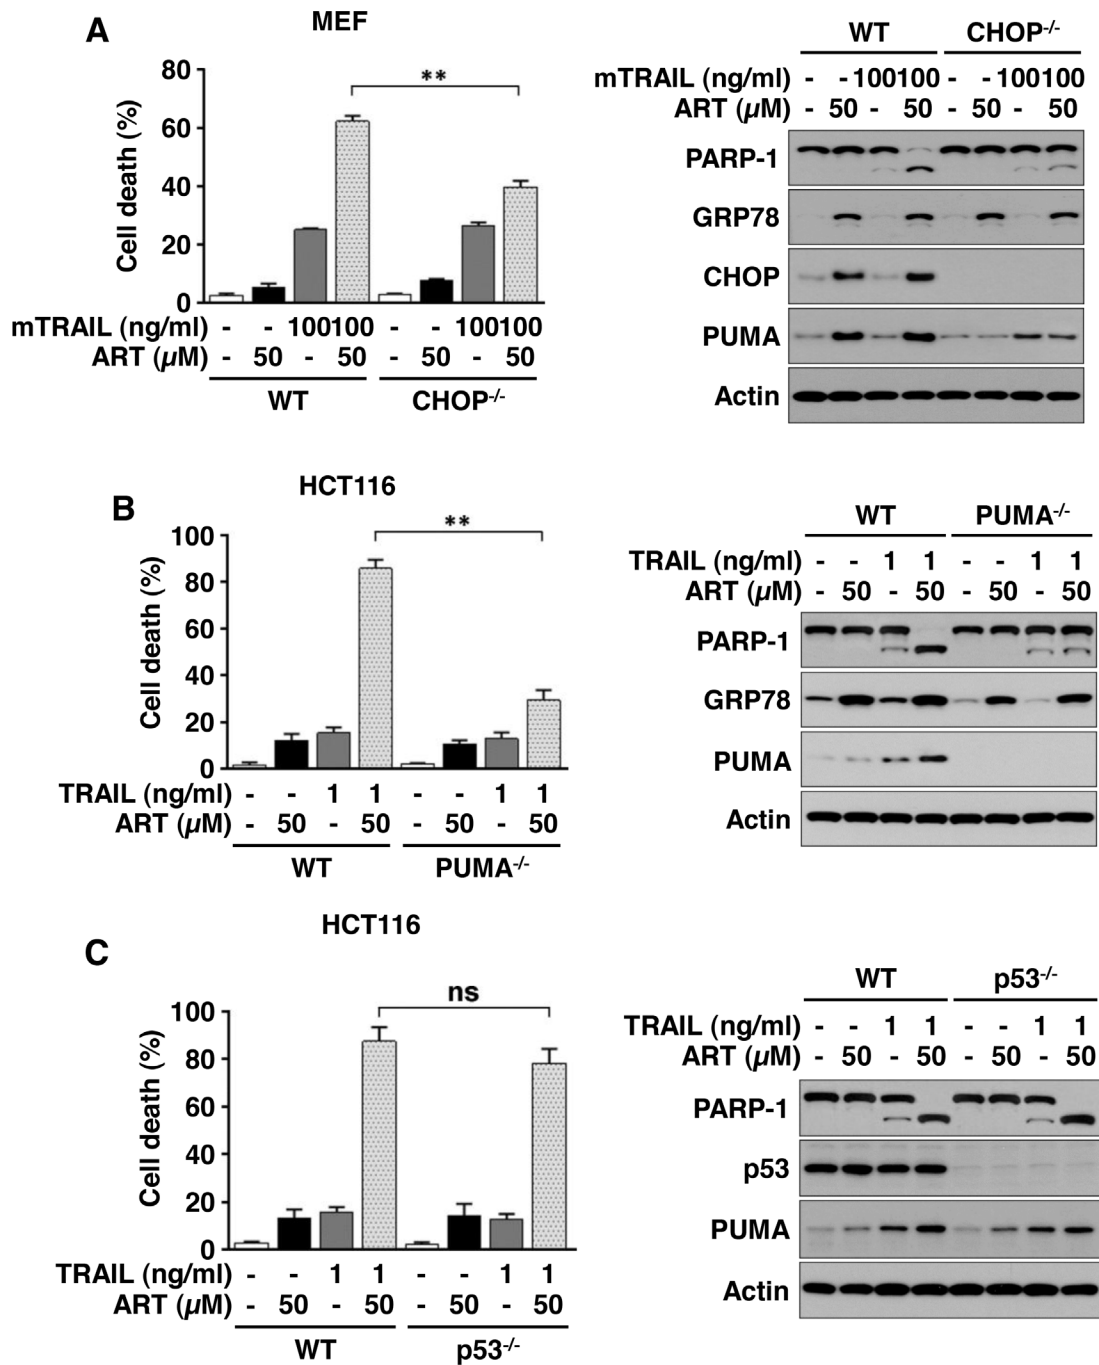 A
MEF
80
60
40
20
0
Cell death (%)
**
mTRAIL (ng/ml) - - 100 100 - - 100 100
ART (µM) - 50 - 50 - 50 - 50
WT CHOP-/-
WT CHOP-/-
mTRAIL (ng/ml) - - 100 100 - - 100 100
ART (µM) - 50 - 50 - 50 - 50
PARP-1
GRP78
CHOP
PUMA
Actin
B
HCT116
100
80
60
40
20
0
Cell death (%)
**
TRAIL (ng/ml) - - 1 1 - - 1 1
ART (µM) - 50 - 50 - 50 - 50
WT PUMA-/-
WT PUMA-/-
TRAIL (ng/ml) - - 1 1 - - 1 1
ART (µM) - 50 - 50 - 50 - 50
PARP-1
GRP78
PUMA
Actin
C
HCT116
100
80
60
40
20
0
Cell death (%)
ns
TRAIL (ng/ml) - - 1 1 - - 1 1
ART (µM) - 50 - 50 - 50 - 50
WT p53-/-
WT p53-/-
TRAIL (ng/ml) - - 1 1 - - 1 1
ART (µM) - 50 - 50 - 50 - 50
PARP-1
p53
PUMA
Actin